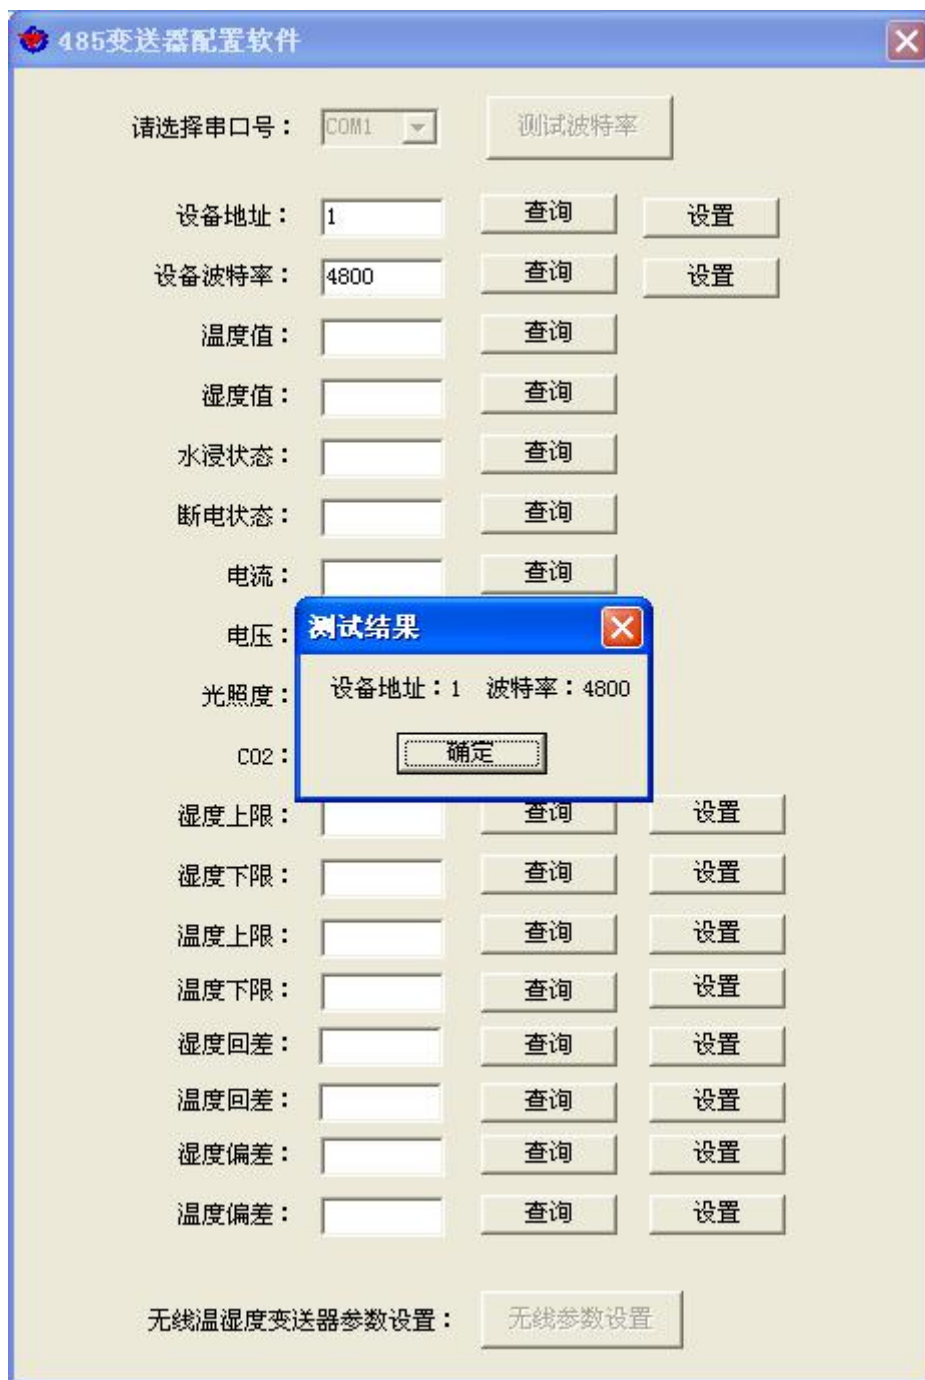 485变送器配置软件
请选择串口号： COM1 测试波特率
设备地址： 1 查询 设置
设备波特率： 4800 查询 设置
温度值： 查询
湿度值： 查询
水浸状态： 查询
断电状态： 查询
电流： 查询
测试结果
电压：
设备地址：1 波特率：4800
光照度：
确定
CO2：
湿度上限： 查询 设置
湿度下限： 查询 设置
温度上限： 查询 设置
温度下限： 查询 设置
湿度回差： 查询 设置
温度回差： 查询 设置
湿度偏差： 查询 设置
温度偏差： 查询 设置
无线温湿度变送器参数设置： 无线参数设置